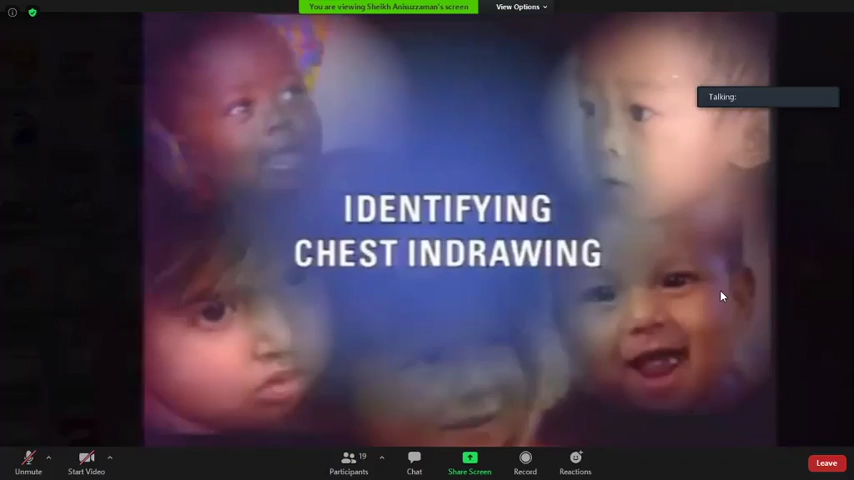 You are viewing Sheikh Anisuzzaman's screen
View Options
Talking:
IDENTIFYING
CHEST INDRAWING
Unmute
Start Video
Participants
19
Chat
Share Screen
Record
Reactions
Leave